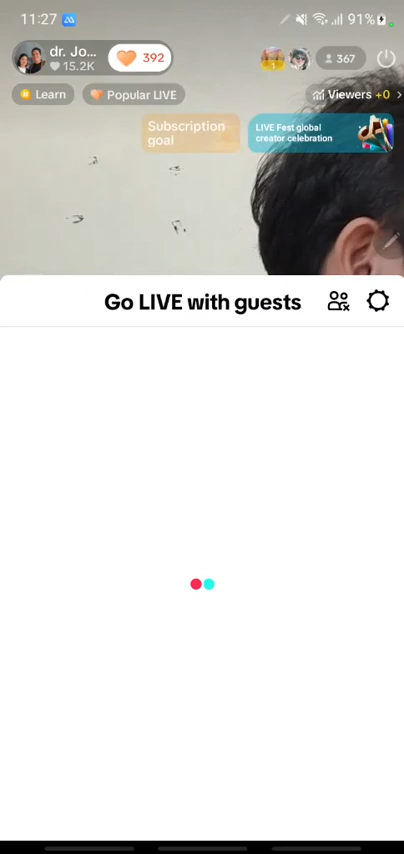 11:27
91%
dr. Jo...
15.2K
392
367
Learn
Popular LIVE
Viewers +0
Subscription
goal
LIVE Fest global
creator celebration
Go LIVE with guests